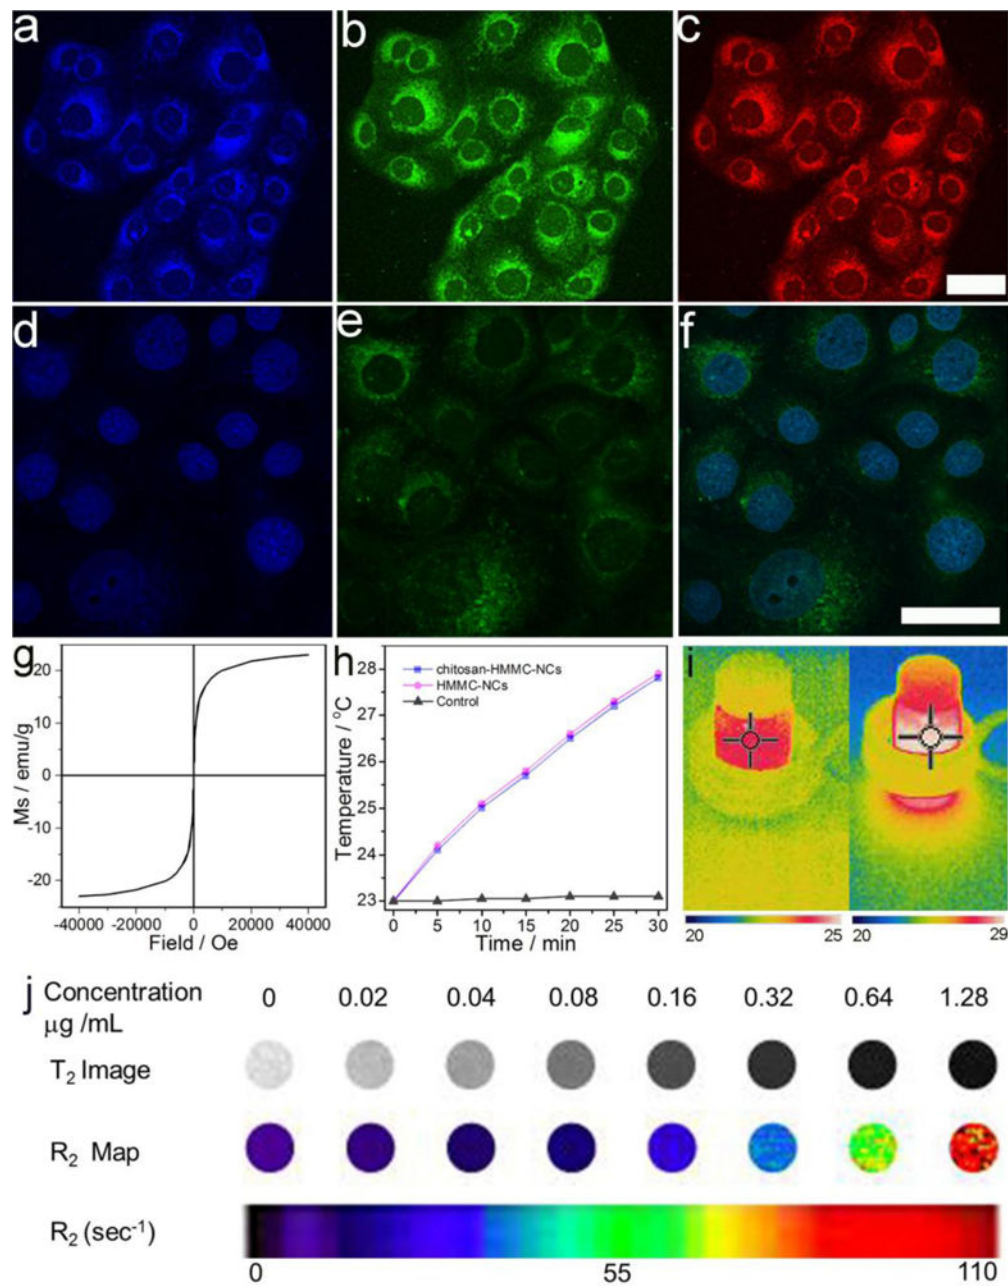 a
b
c
d
e
f
g
20
10
0
-10
-20
Ms / emu/g
-40000 -20000 0 20000 40000
Field / Oe
h
chitosan-HMMC-NCs
HMMC-NCs
Control
28
27
26
25
24
23
Temperature / °C
0 5 10 15 20 25 30
Time / min
i
20 25 20 29
j Concentration 0 0.02 0.04 0.08 0.16 0.32 0.64 1.28
μg /mL
T₂ Image
R₂ Map
R₂ (sec⁻¹)
0 55 110